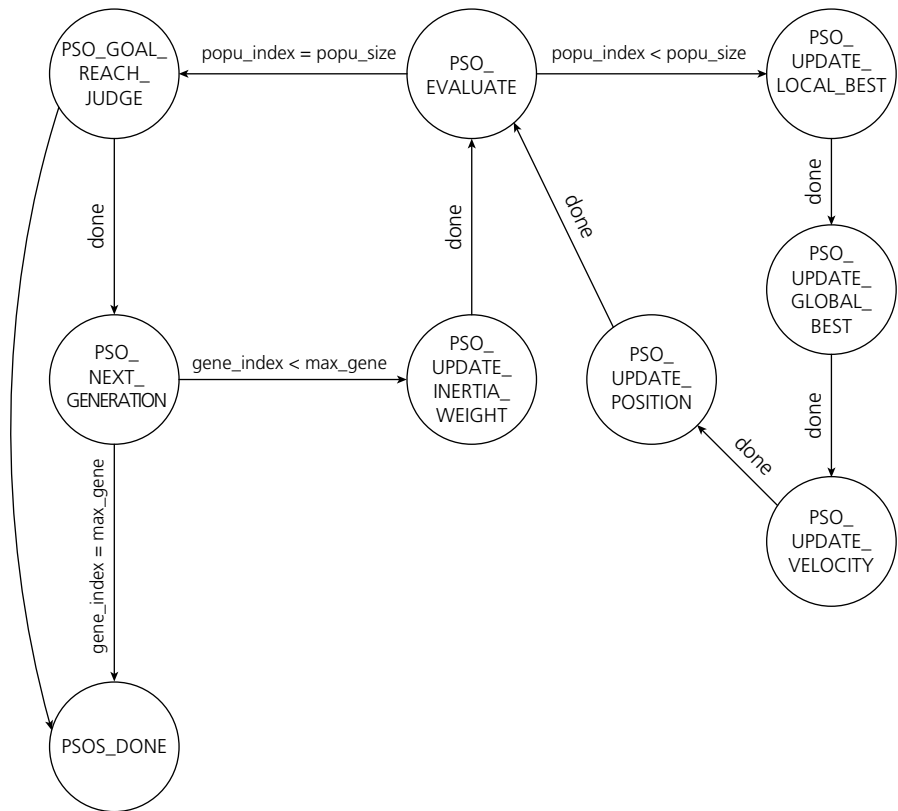 PSO_GOAL_
REACH_
JUDGE
popu_index = popu_size
PSO_
EVALUATE
popu_index < popu_size
PSO_
UPDATE_
LOCAL_BEST
done
done
done
done
PSO_
UPDATE_
GLOBAL_
BEST
PSO_
NEXT_
GENERATION
gene_index < max_gene
PSO_
UPDATE_
INERTIA_
WEIGHT
PSO_
UPDATE_
POSITION
done
done
gene_index = max_gene
PSO_
UPDATE_
VELOCITY
PSOS_DONE